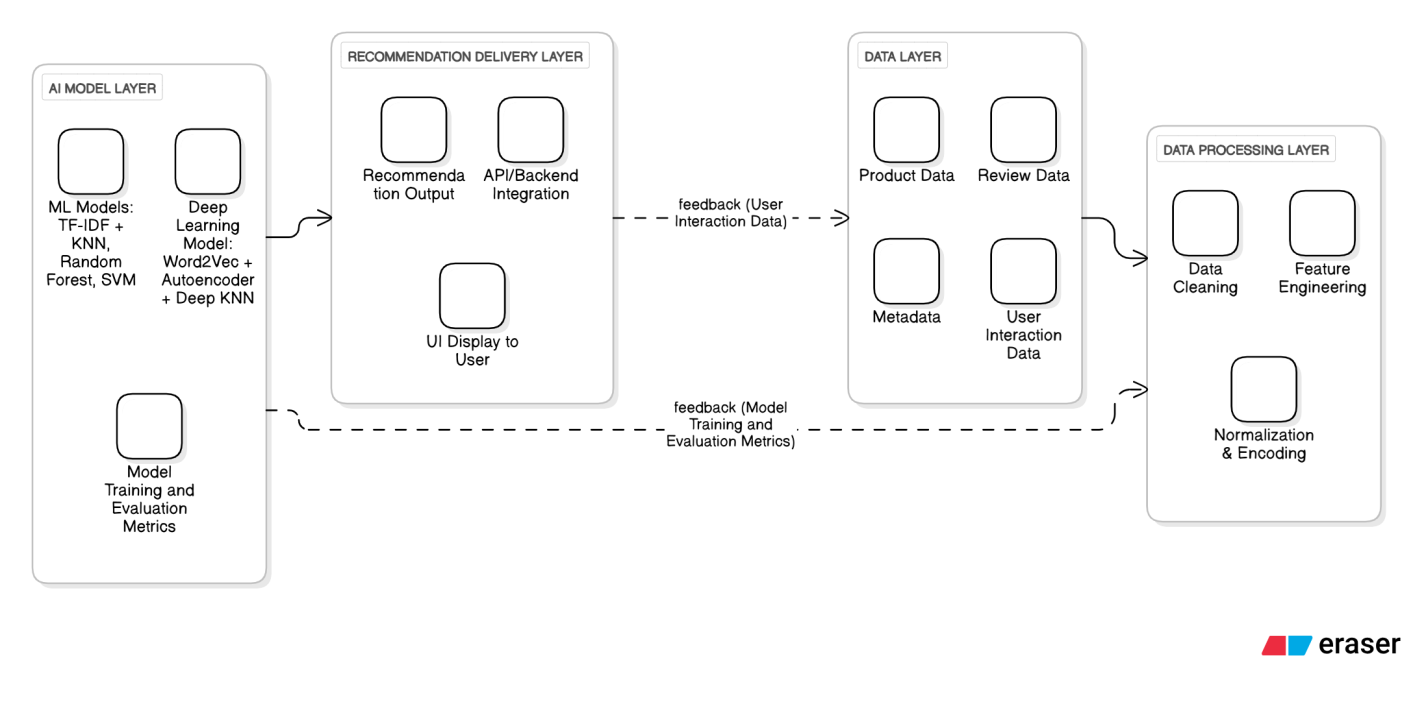 AI MODEL LAYER
ML Models:
TF-IDF +
KNN,
Random
Forest, SVM
Deep
Learning
Model:
Word2Vec +
Autoencoder
+ Deep KNN
Model
Training and
Evaluation
Metrics
RECOMMENDATION DELIVERY LAYER
Recommenda
tion Output
API/Backend
Integration
UI Display to
User
feedback (User
Interaction Data)
feedback (Model
Training and
Evaluation Metrics)
DATA LAYER
Product Data
Review Data
Metadata
User
Interaction
Data
DATA PROCESSING LAYER
Data
Cleaning
Feature
Engineering
Normalization
& Encoding
eraser